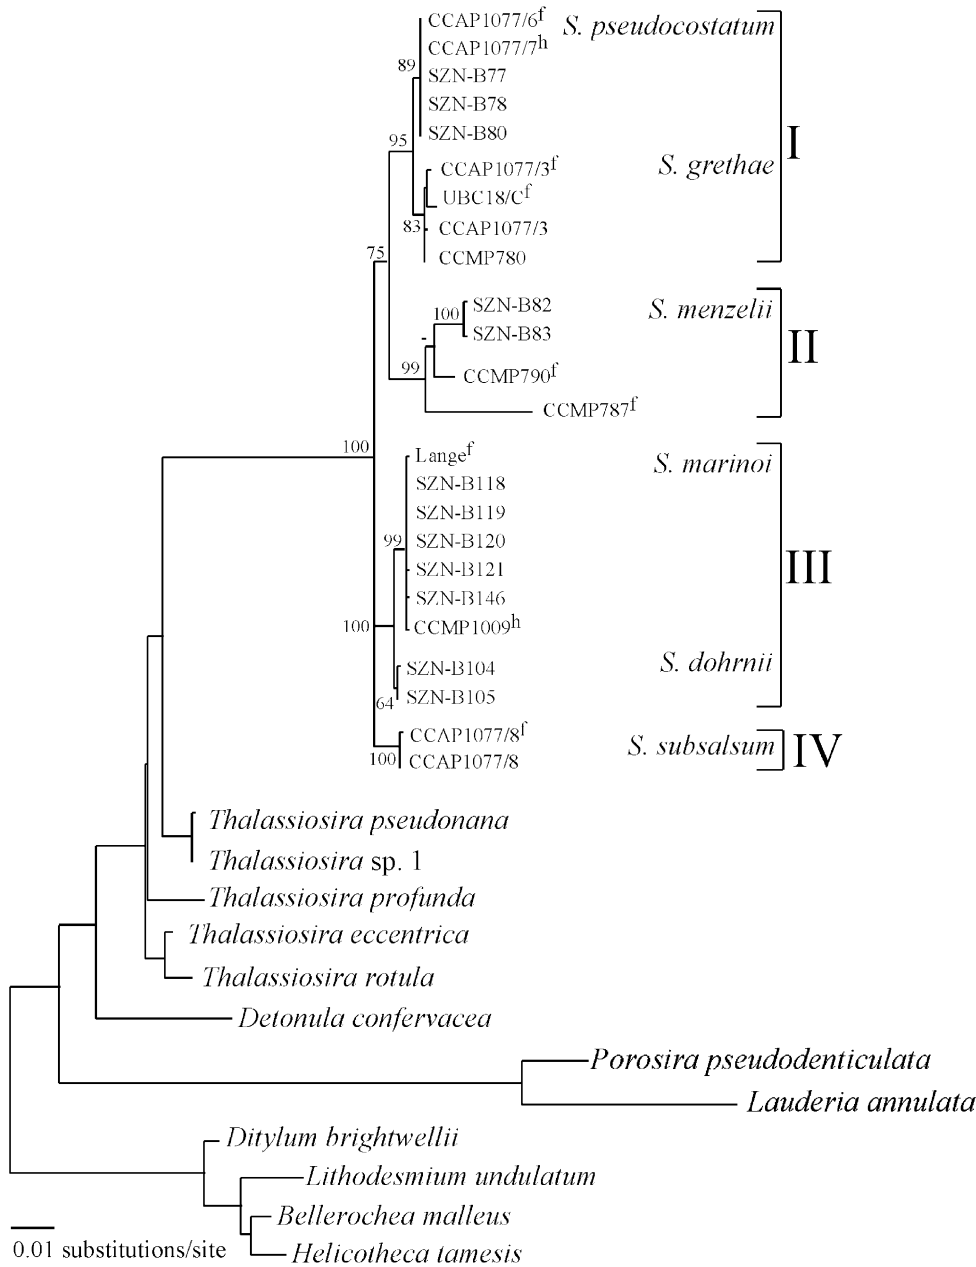 CCAP1077/6f S. pseudocostatum
CCAP1077/7h
89
SZN-B77
SZN-B78
SZN-B80
95
I
CCAP1077/3f S. grethae
UBC18/Cf
83
CCAP1077/3
75
CCMP780
SZN-B82 S. menzelii
100
SZN-B83
-
II
99
CCMP790f
CCMP787f
100
Langef S. marinoi
SZN-B118
SZN-B119
99
SZN-B120
SZN-B121
III
SZN-B146
100
CCMP1009h
SZN-B104 S. dohrnii
SZN-B105
64
CCAP1077/8f S. subsalsum IV
100
CCAP1077/8
Thalassiosira pseudonana
Thalassiosira sp. 1
Thalassiosira profunda
Thalassiosira eccentrica
Thalassiosira rotula
Detonula confervacea
Porosira pseudodenticulata
Lauderia annulata
Ditylum brightwellii
Lithodesmium undulatum
Bellerochea malleus
0.01 substitutions/site
Helicotheca tamesis